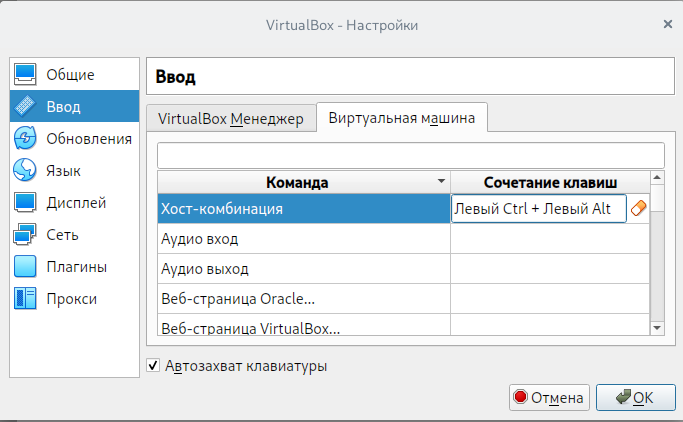 VirtualBox - Настройки
Общие
Ввод
Обновления
Язык
Дисплей
Сеть
Плагины
Прокси
Ввод
VirtualBox Менеджер
Виртуальная машина
Команда
Сочетание клавиш
Хост-комбинация
Левый Ctrl + Левый Alt
Аудио вход
Аудио выход
Веб-страница Oracle...
Веб-страница VirtualBox...
Автозахват клавиатуры
Отмена
OK